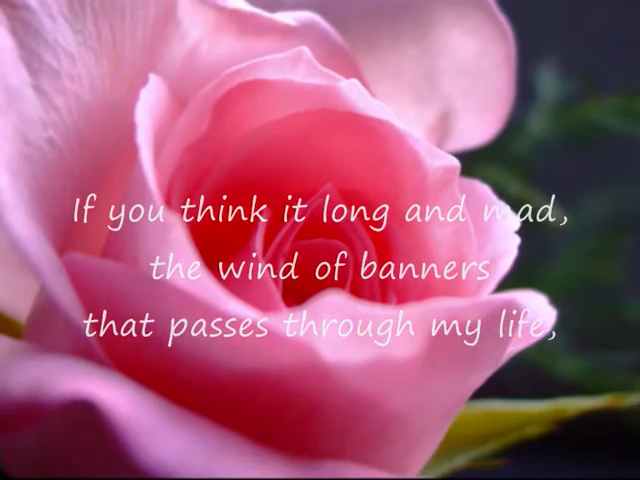 If you think it long and mad,
the wind of banners
that passes through my life,